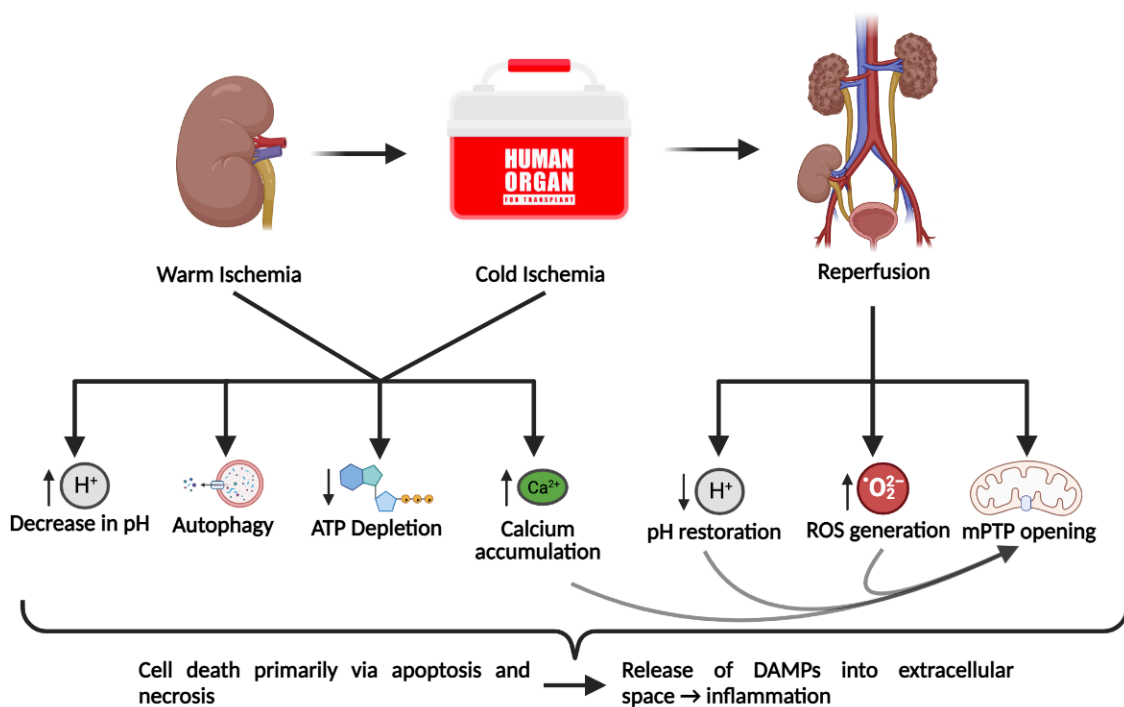 HUMAN
ORGAN
FOR TRANSPLANT
Warm Ischemia
Cold Ischemia
Reperfusion
H⁺
Decrease in pH
Autophagy
ATP Depletion
Ca²⁺
Calcium
accumulation
H⁺
pH restoration
•O₂²⁻
ROS generation
mPTP opening
Cell death primarily via apoptosis and
necrosis
Release of DAMPs into extracellular
space → inflammation